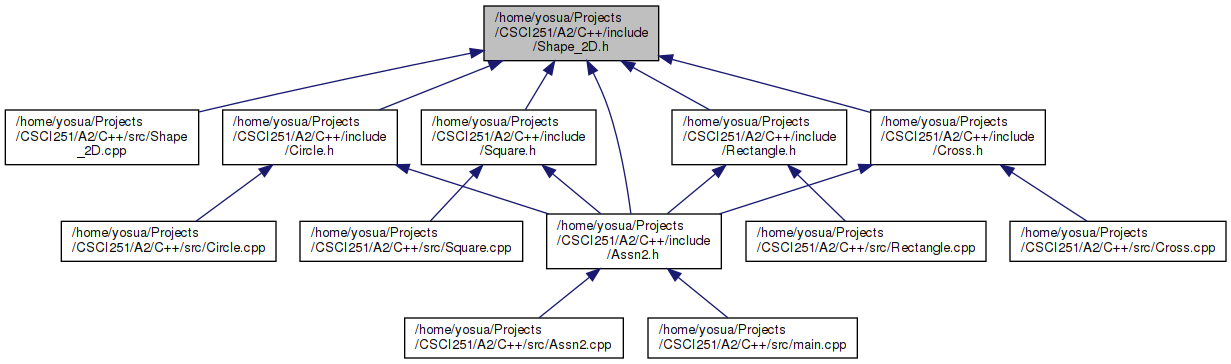 /home/yosua/Projects
/CSCI251/A2/C++/include
/Shape_2D.h
/home/yosua/Projects
/CSCI251/A2/C++/src/Shape
_2D.cpp
/home/yosua/Projects
/CSCI251/A2/C++/include
/Circle.h
/home/yosua/Projects
/CSCI251/A2/C++/include
/Square.h
/home/yosua/Projects
/CSCI251/A2/C++/include
/Rectangle.h
/home/yosua/Projects
/CSCI251/A2/C++/include
/Cross.h
/home/yosua/Projects
/CSCI251/A2/C++/src/Circle.cpp
/home/yosua/Projects
/CSCI251/A2/C++/src/Square.cpp
/home/yosua/Projects
/CSCI251/A2/C++/include
/Assn2.h
/home/yosua/Projects
/CSCI251/A2/C++/src/Rectangle.cpp
/home/yosua/Projects
/CSCI251/A2/C++/src/Cross.cpp
/home/yosua/Projects
/CSCI251/A2/C++/src/Assn2.cpp
/home/yosua/Projects
/CSCI251/A2/C++/src/main.cpp